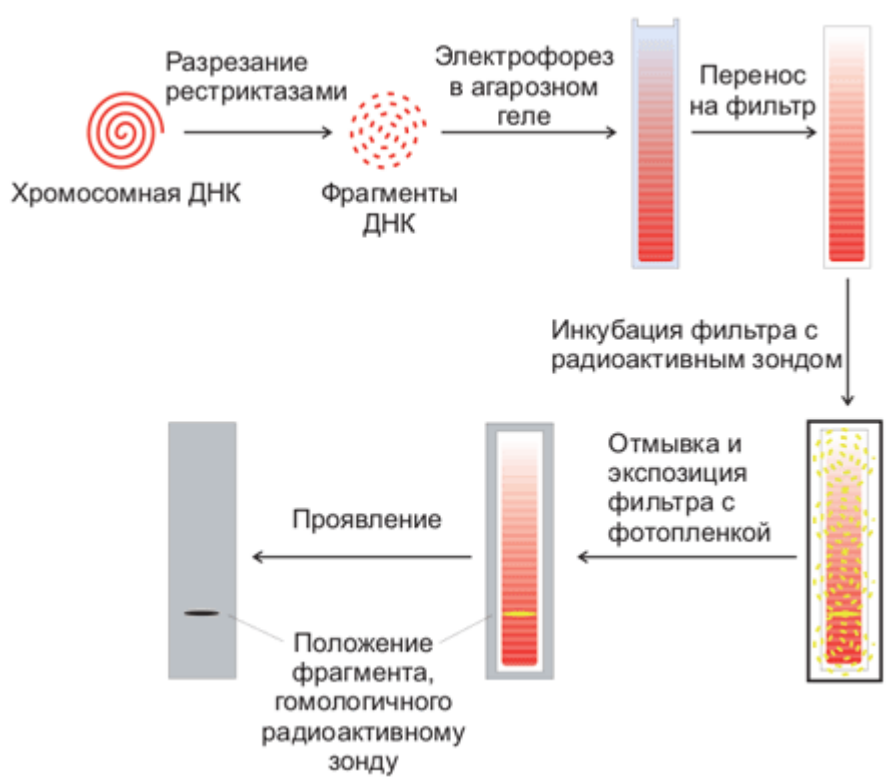 Разрезание
рестриктазами
Электрофорез
в агарозном
геле
Перенос
на фильтр
Хромосомная ДНК
Фрагменты
ДНК
Инкубация фильтра с
радиоактивным зондом
Отмывка и
экспозиция
фильтра с
фотопленкой
Проявление
Положение
фрагмента,
гомологичного
радиоактивному
зонду